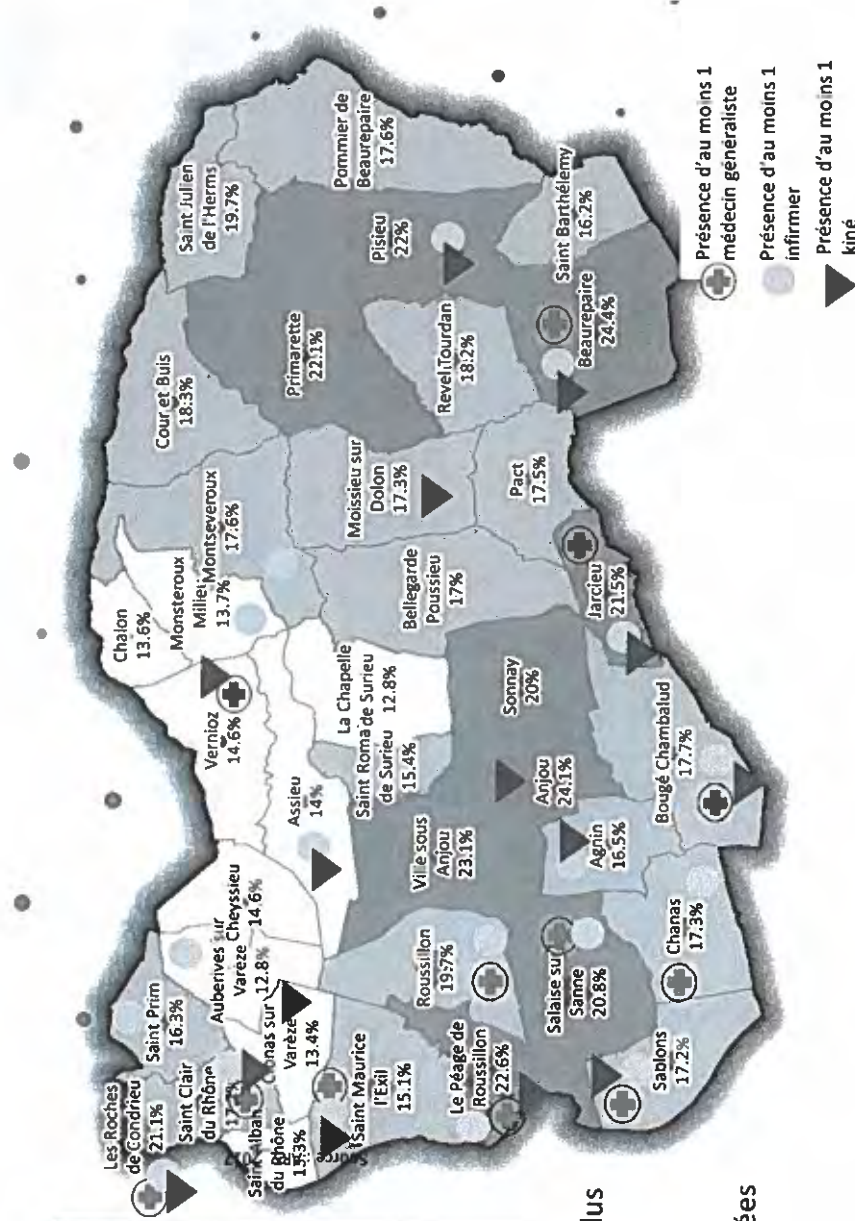 Les Roches
de Condrieu
21.1%
Saint Prim
16.3%
Saint Clair
du Rhône
Saint Alban
du Rhône
Auberives sur
Varèze
12.8%
Cheyssieu
14.6%
Clonas sur
Varèze
13.4%
Saint Maurice
l'Exil
15.1%
Vernioz
14.6%
Assieu
14%
Chalon
13.6%
Monsteroux
Milieu
13.7%
Montseveroux
17.6%
Cour et Buis
18.3%
Saint Julien
de l'Herms
19.7%
Pommier de
Beaurepaire
17.6%
Primarette
22.1%
Pisieu
22%
La Chapelle
de Surieu
12.8%
Saint Romain
de Surieu
15.4%
Moissieu sur
Dolon
17.3%
Revel Tourdan
18.2%
Bellegarde
Poussieu
17%
Pact
17.5%
Saint Barthélemy
16.2%
Beaurepaire
24.4%
Jarcieu
21.5%
Sonnay
20%
Anjou
24.1%
Ville sous
Anjou
23.1%
Agnin
16.5%
Bougé Chambalud
17.7%
Roussillon
19.7%
Le Péage de
Roussillon
22.6%
Salaise sur
Sanne
20.8%
Chanas
17.3%
Sablons
17.2%
Présence d'au moins 1
médecin généraliste
Présence d'au moins 1
infirmier
Présence d'au moins 1
kiné
lus
ées